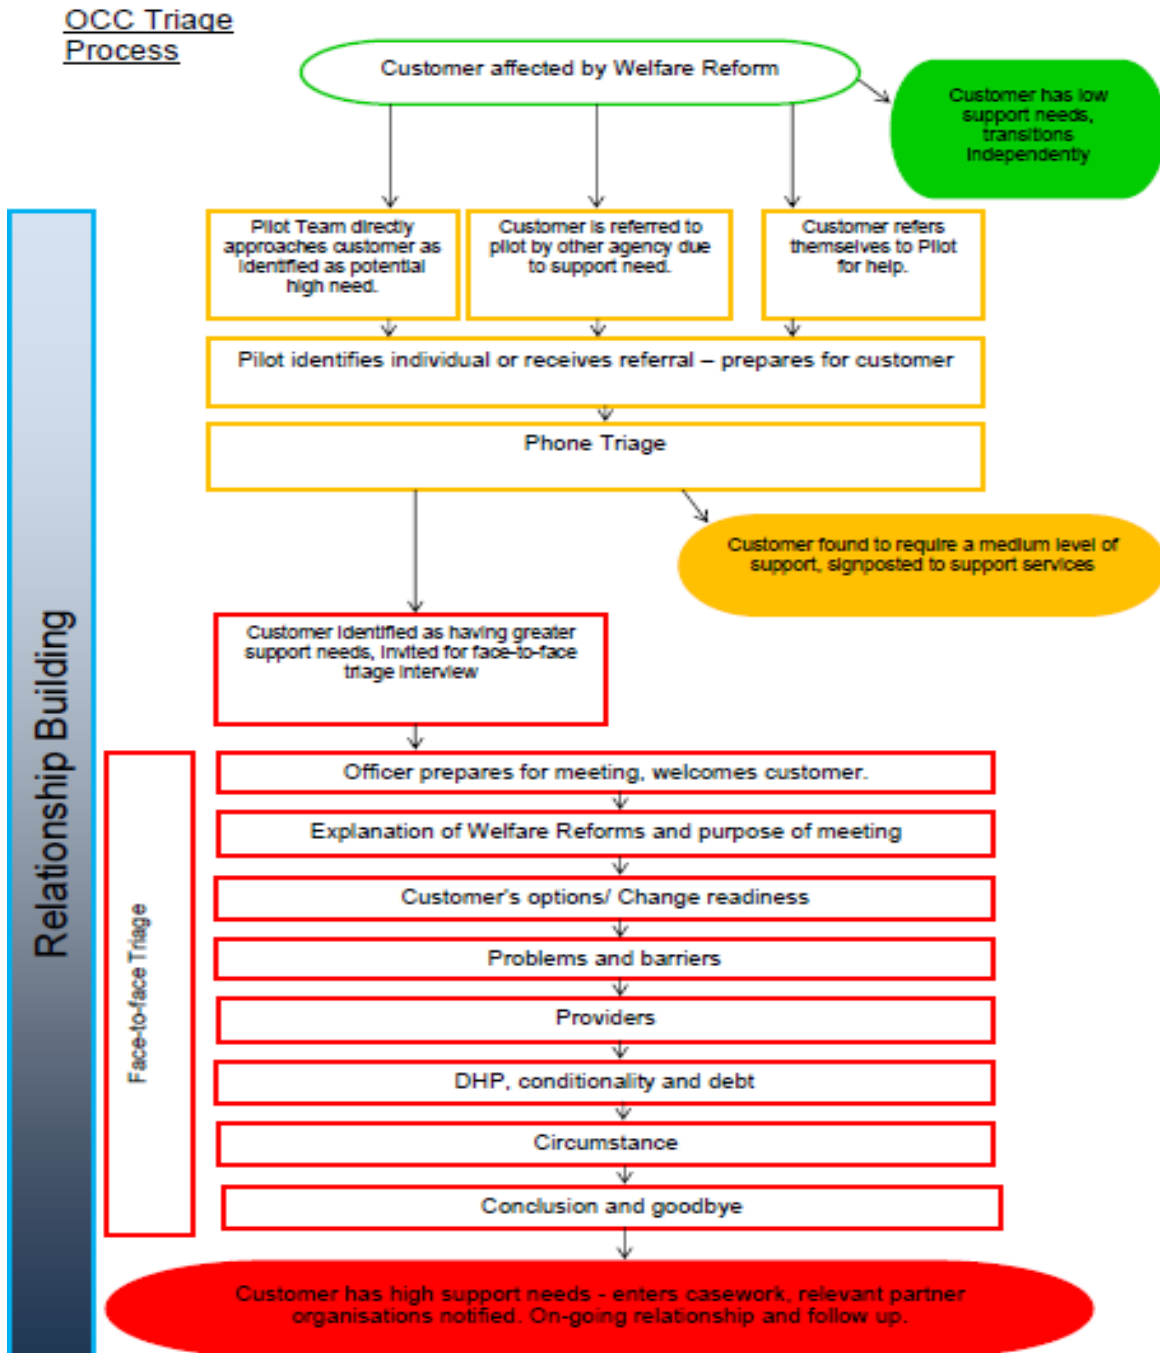 OCC Triage
Process
Customer affected by Welfare Reform
Customer has low
support needs,
transitions
independently
Pilot Team directly
approaches customer as
identified as potential
high need.
Customer is referred to
pilot by other agency due
to support need.
Customer refers
themselves to Pilot
for help.
Pilot identifies individual or receives referral – prepares for customer
Phone Triage
Customer found to require a medium level of
support, signposted to support services
Customer identified as having greater
support needs, invited for face-to-face
triage interview
Relationship Building
Face-to-face Triage
Officer prepares for meeting, welcomes customer.
Explanation of Welfare Reforms and purpose of meeting
Customer's options/ Change readiness
Problems and barriers
Providers
DHP, conditionality and debt
Circumstance
Conclusion and goodbye
Customer has high support needs - enters casework, relevant partner
organisations notified. On-going relationship and follow up.